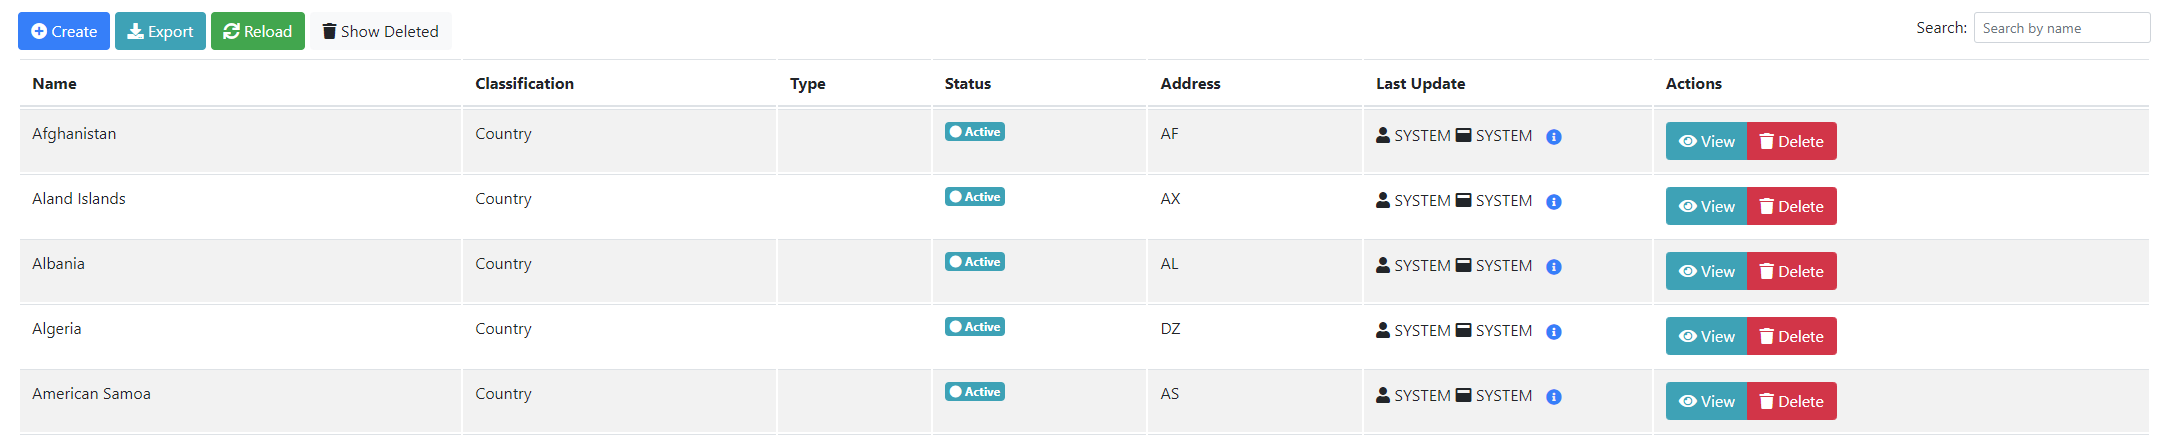 Create Export Reload Show Deleted Search: Search by name
Name Classification Type Status Address Last Update Actions
Afghanistan Country Active AF SYSTEM SYSTEM View Delete
Aland Islands Country Active AX SYSTEM SYSTEM View Delete
Albania Country Active AL SYSTEM SYSTEM View Delete
Algeria Country Active DZ SYSTEM SYSTEM View Delete
American Samoa Country Active AS SYSTEM SYSTEM View Delete